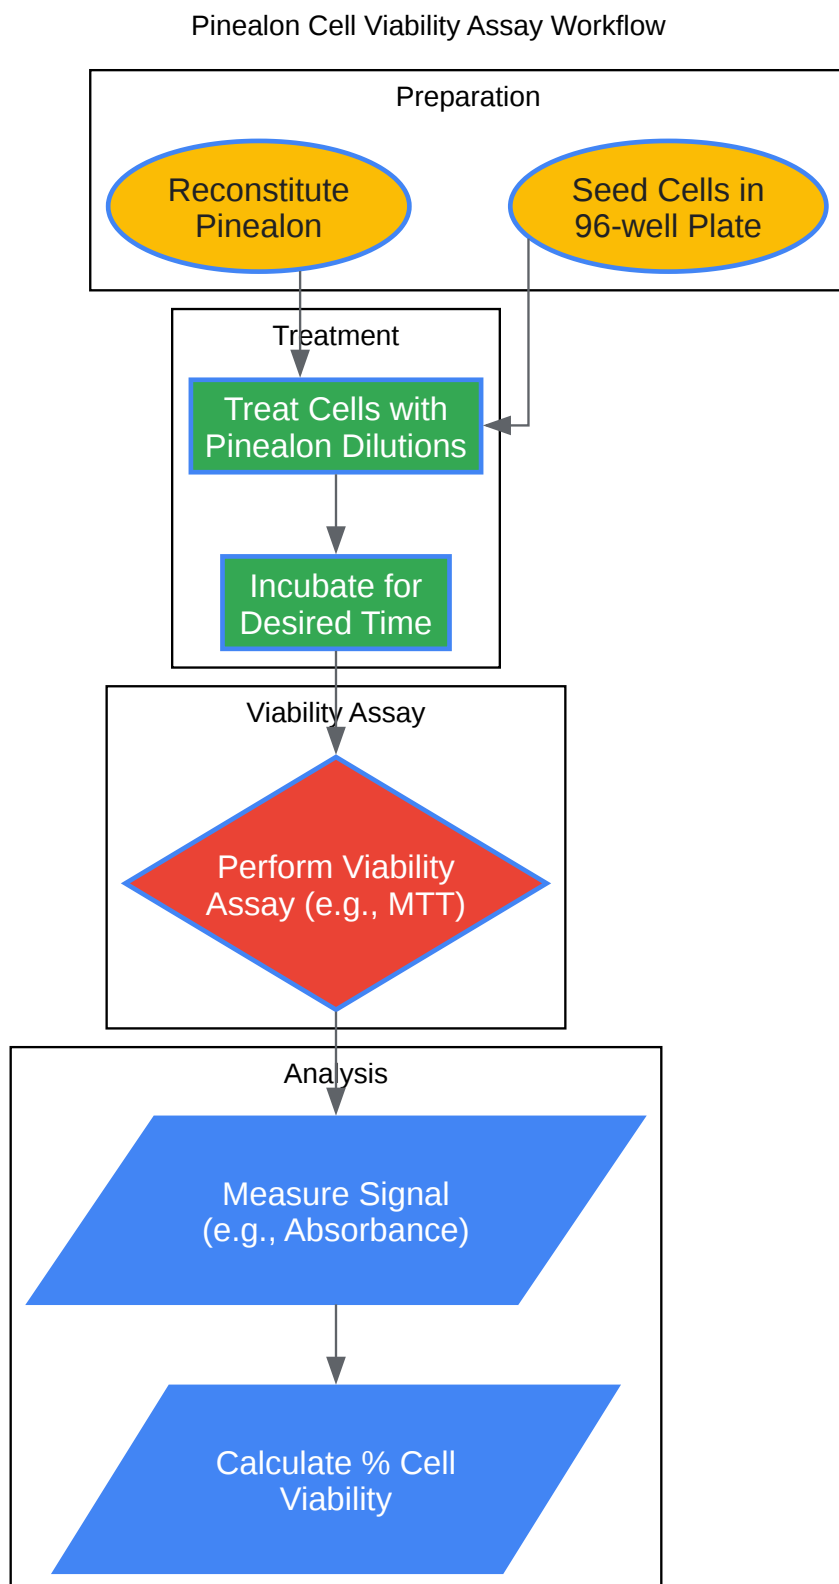 Pinealon Cell Viability Assay Workflow
Preparation
Reconstitute
Pinealon
Seed Cells in
96-well Plate
Treatment
Treat Cells with
Pinealon Dilutions
Incubate for
Desired Time
Viability Assay
Perform Viability
Assay (e.g., MTT)
Analysis
Measure Signal
(e.g., Absorbance)
Calculate % Cell
Viability